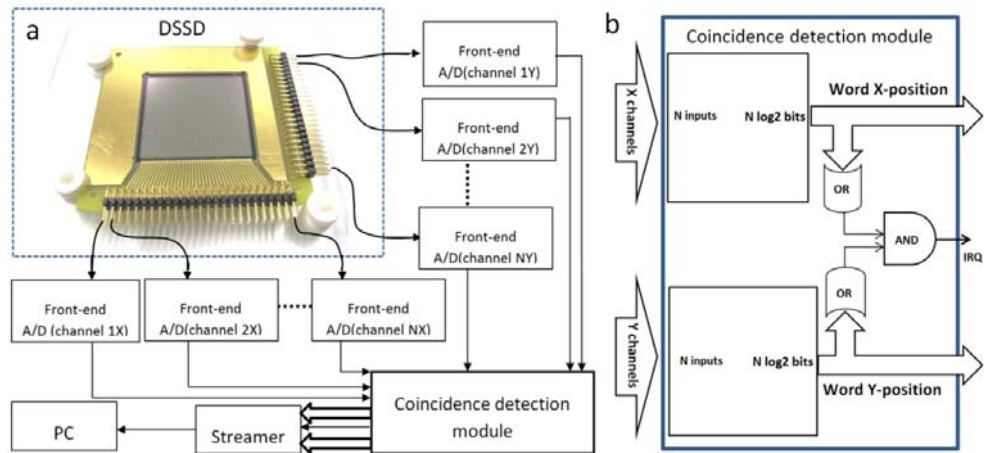 a
DSSD
Front-end
A/D(channel 1Y)
Front-end
A/D(channel 2Y)
Front-end
A/D(channel NY)
Front-end
A/D (channel 1X)
Front-end
A/D(channel 2X)
Front-end
A/D(channel NX)
Coincidence detection
module
Streamer
PC
b
Coincidence detection module
X channels
N inputs
N log2 bits
Word X-position
OR
AND
IRQ
OR
Y channels
N inputs
N log2 bits
Word Y-position